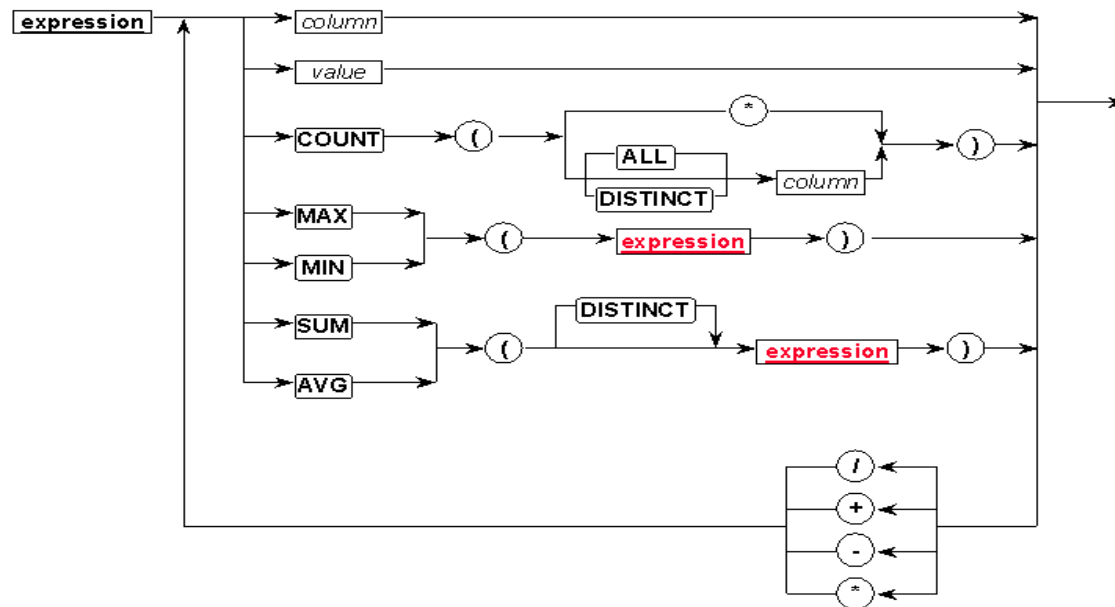 expression
column
value
COUNT ( * )
ALL
DISTINCT
column
MAX
MIN
( expression )
SUM
AVG
( DISTINCT
expression )
/
+
-
*